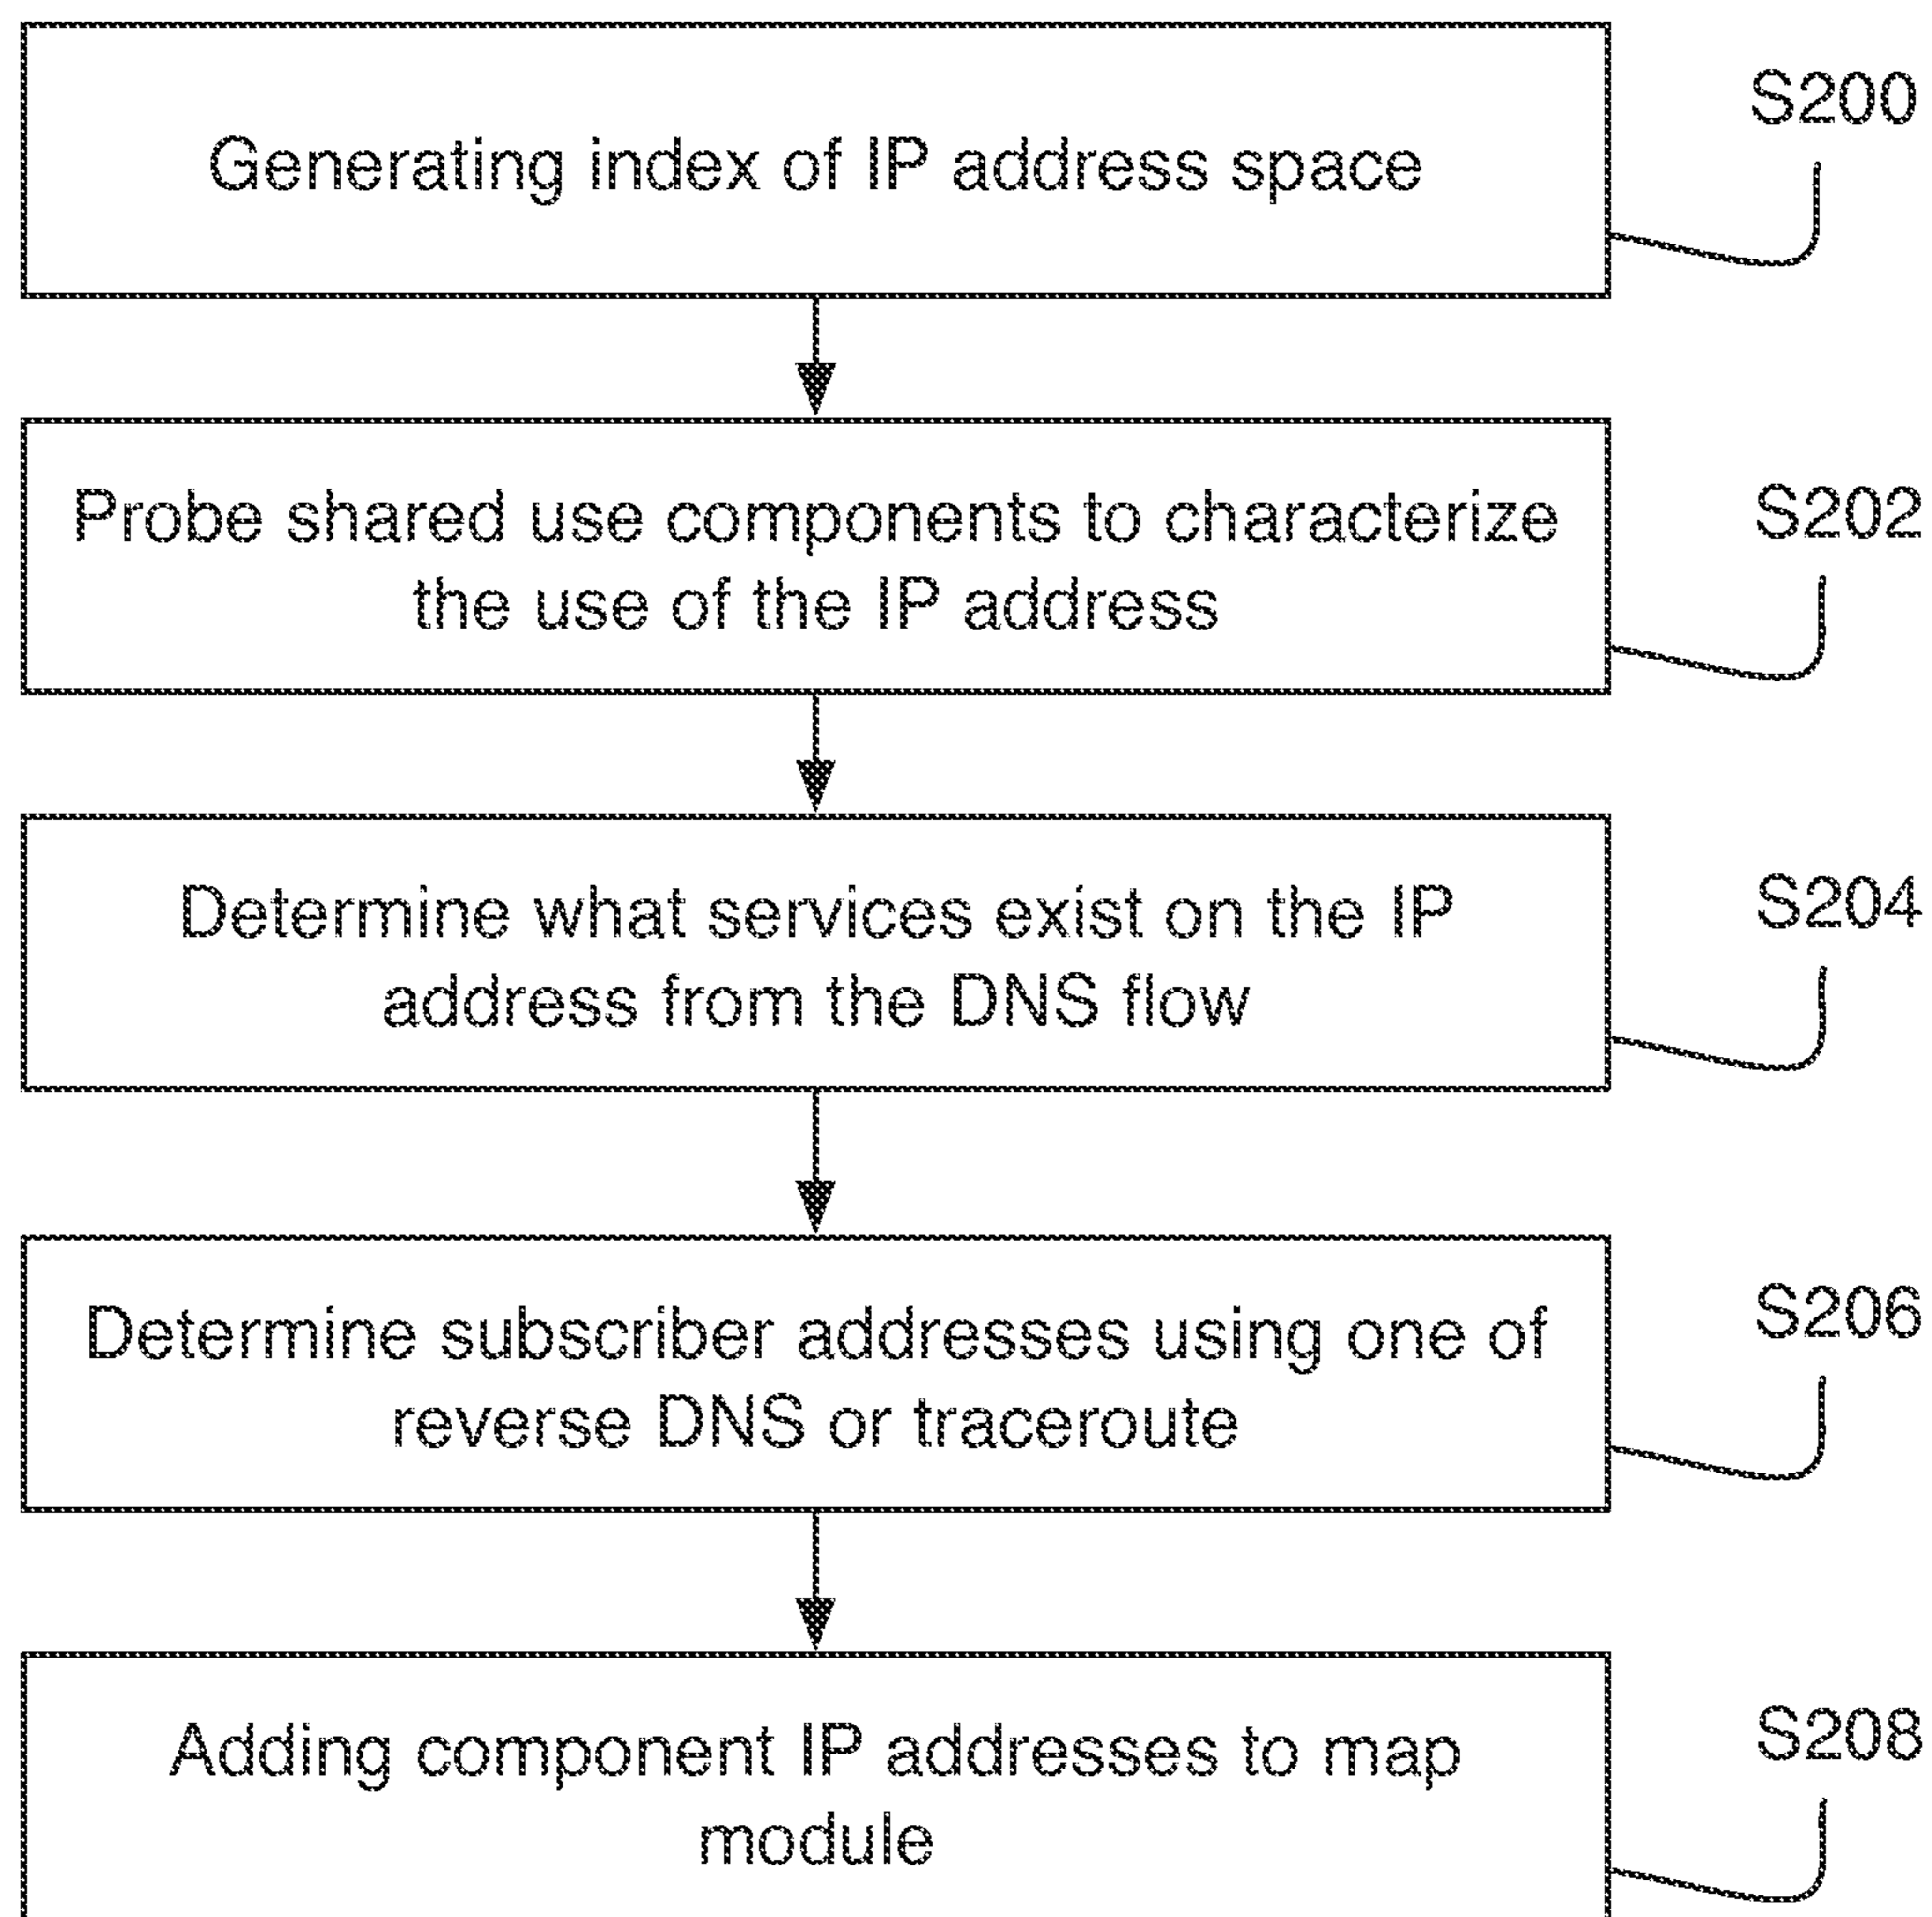 S200
Generating index of IP address space
Probe shared use components to characterize
the use of the IP address
S202
Determine what services exist on the IP
address from the DNS flow
S204
Determine subscriber addresses using one of
reverse DNS or traceroute
S206
Adding component IP addresses to map
module
S208